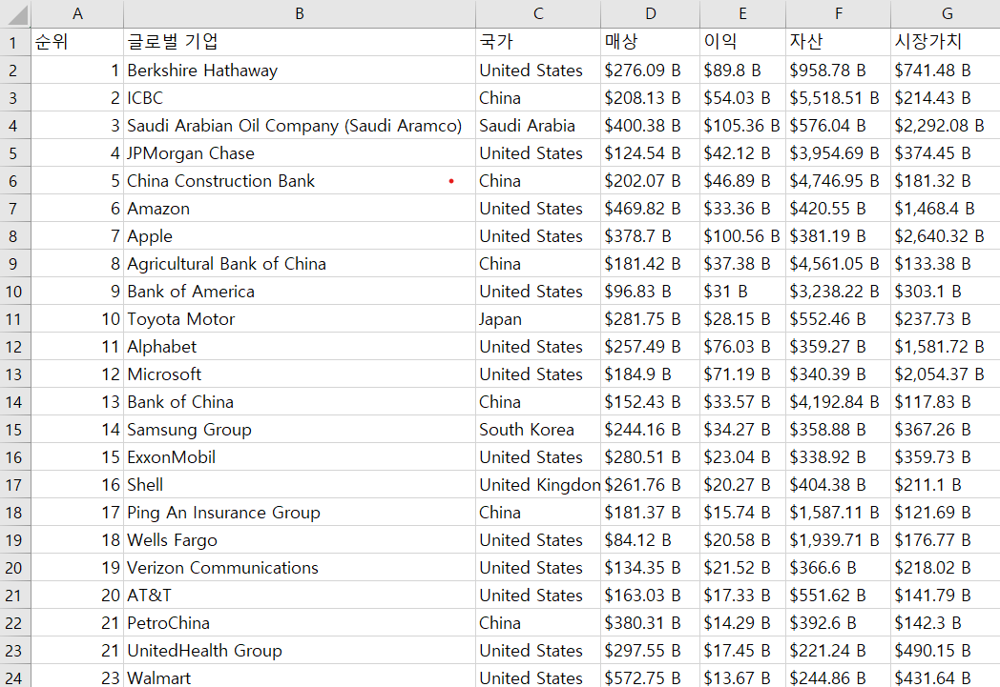 A B C D E F G
1 순위 글로벌 기업 국가 매상 이익 자산 시장가치
2 1 Berkshire Hathaway United States $276.09 B $89.8 B $958.78 B $741.48 B
3 2 ICBC China $208.13 B $54.03 B $5,518.51 B $214.43 B
4 3 Saudi Arabian Oil Company (Saudi Aramco) Saudi Arabia $400.38 B $105.36 B $576.04 B $2,292.08 B
5 4 JPMorgan Chase United States $124.54 B $42.12 B $3,954.69 B $374.45 B
6 5 China Construction Bank China $202.07 B $46.89 B $4,746.95 B $181.32 B
7 6 Amazon United States $469.82 B $33.36 B $420.55 B $1,468.4 B
8 7 Apple United States $378.7 B $100.56 B $381.19 B $2,640.32 B
9 8 Agricultural Bank of China China $181.42 B $37.38 B $4,561.05 B $133.38 B
10 9 Bank of America United States $96.83 B $31 B $3,238.22 B $303.1 B
11 10 Toyota Motor Japan $281.75 B $28.15 B $552.46 B $237.73 B
12 11 Alphabet United States $257.49 B $76.03 B $359.27 B $1,581.72 B
13 12 Microsoft United States $184.9 B $71.19 B $340.39 B $2,054.37 B
14 13 Bank of China China $152.43 B $33.57 B $4,192.84 B $117.83 B
15 14 Samsung Group South Korea $244.16 B $34.27 B $358.88 B $367.26 B
16 15 ExxonMobil United States $280.51 B $23.04 B $338.92 B $359.73 B
17 16 Shell United Kingdon $261.76 B $20.27 B $404.38 B $211.1 B
18 17 Ping An Insurance Group China $181.37 B $15.74 B $1,587.11 B $121.69 B
19 18 Wells Fargo United States $84.12 B $20.58 B $1,939.71 B $176.77 B
20 19 Verizon Communications United States $134.35 B $21.52 B $366.6 B $218.02 B
21 20 AT&T United States $163.03 B $17.33 B $551.62 B $141.79 B
22 21 PetroChina China $380.31 B $14.29 B $392.6 B $142.3 B
23 21 UnitedHealth Group United States $297.55 B $17.45 B $221.24 B $490.15 B
24 23 Walmart United States $572.75 B $13.67 B $244.86 B $431.64 B